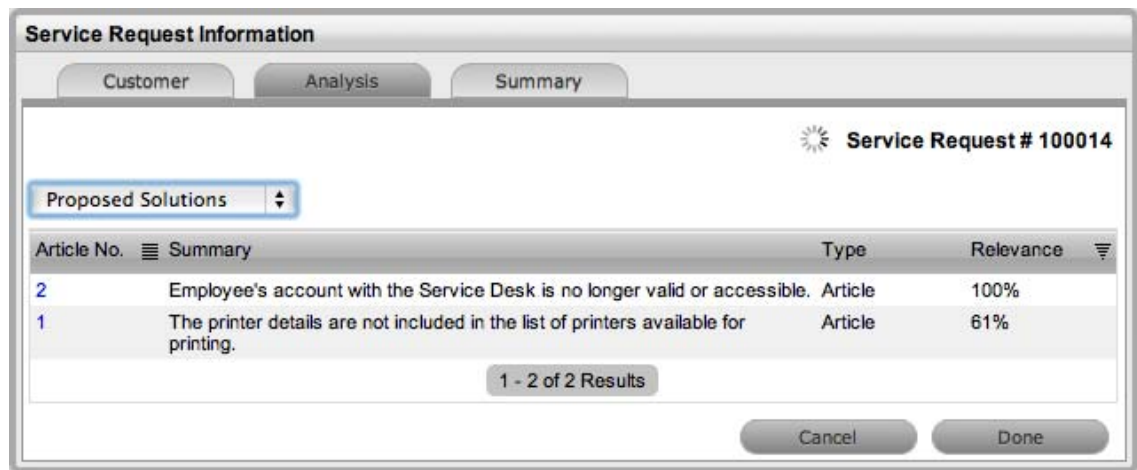 Service Request Information
Customer Analysis Summary
Service Request # 100014
Proposed Solutions
Article No. Summary Type Relevance
2 Employee's account with the Service Desk is no longer valid or accessible. Article 100%
1 The printer details are not included in the list of printers available for Article 61%
printing.
1 - 2 of 2 Results
Cancel Done